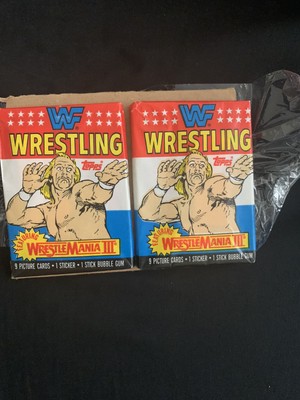 WF
WRESTLING
Topps
FEATURING
WRESTLEMANIA III
9 PICTURE CARDS • 1 STICKER • 1 STICK BUBBLE GUM
WF
WRESTLING
Topps
FEATURING
WRESTLEMANIA III
9 PICTURE CARDS • 1 STICKER • 1 STICK BUBBLE GUM